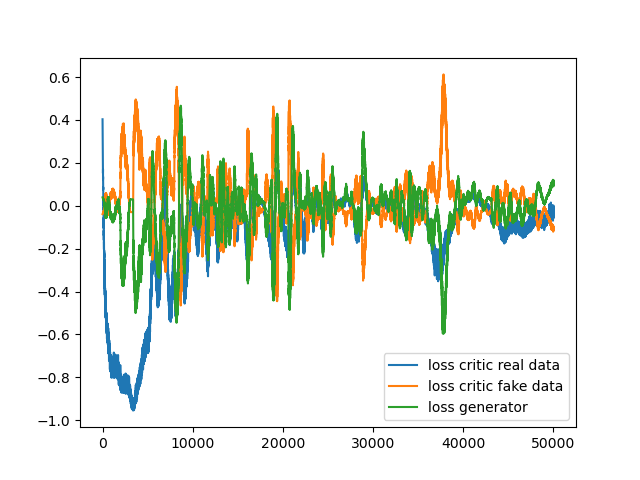 0.6
0.4
0.2
0.0
−0.2
−0.4
−0.6
−0.8
−1.0
loss critic real data
loss critic fake data
loss generator
0 10000 20000 30000 40000 50000